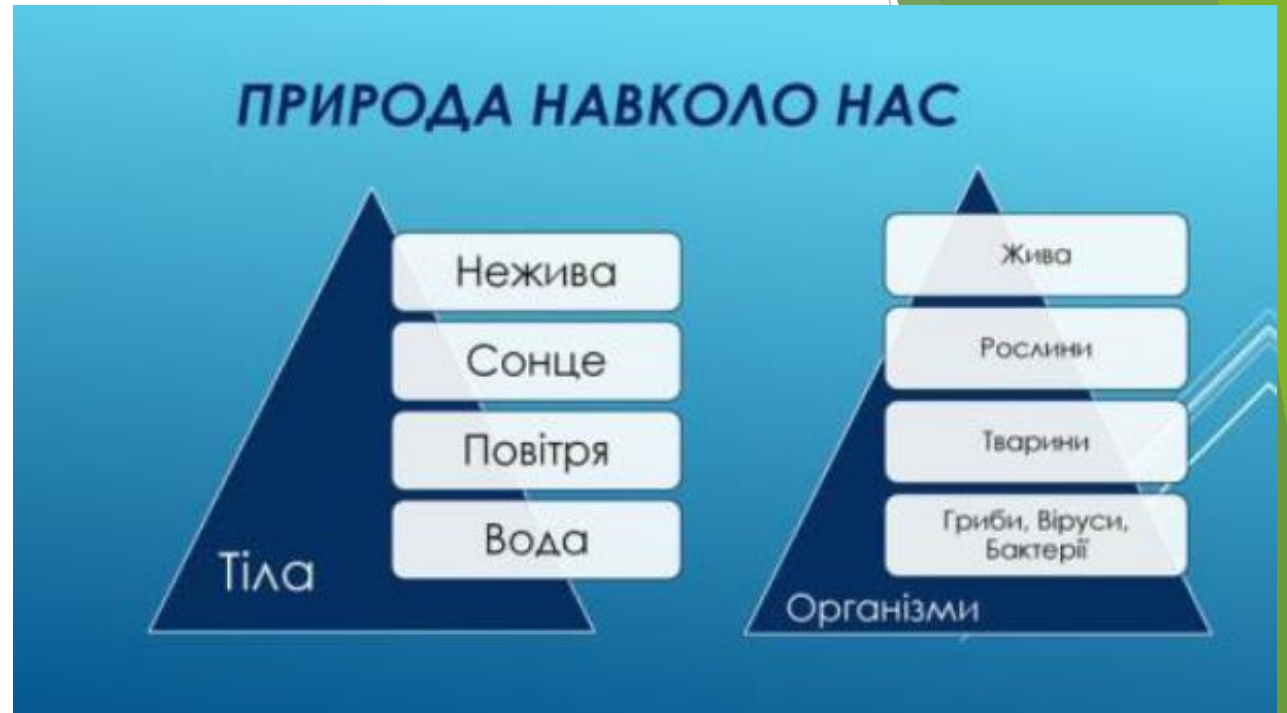 ПРИРОДА НАВКОЛО НАС
Нежива
Сонце
Повітря
Вода
Тіла
Жива
Рослини
Тварини
Гриби, Віруси,
Бактерії
Організми